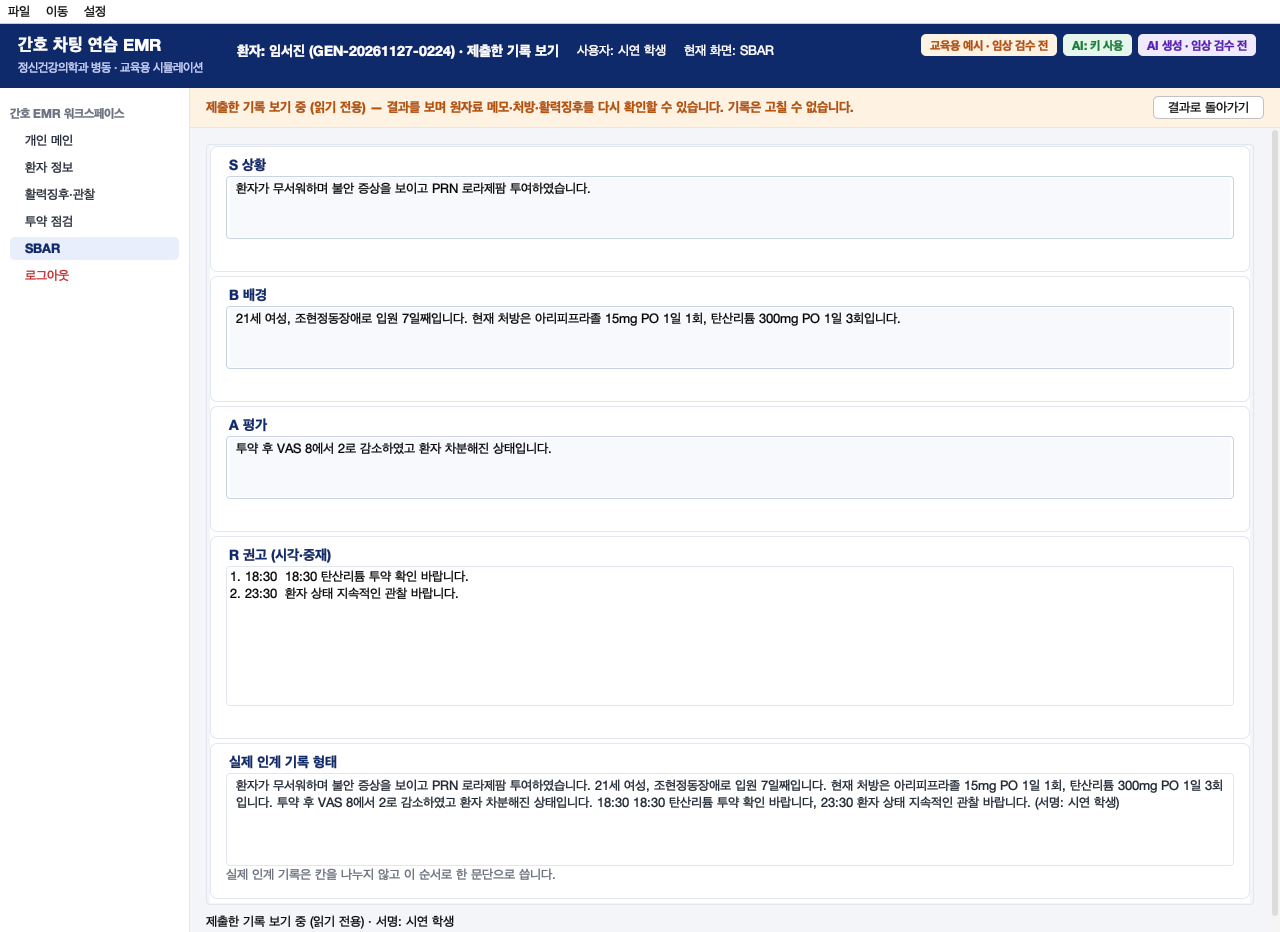 파일 이동 설정
간호 차팅 연습 EMR
정신건강의학과 병동 · 교육용 시뮬레이션
환자: 임서진 (GEN-20261127-0224) · 제출한 기록 보기 사용자: 시연 학생 현재 화면: SBAR
교육용 예시 · 임상 검수 전 AI: 키 사용 AI 생성 · 임상 검수 전
간호 EMR 워크스페이스
개인 메인
환자 정보
활력징후·관찰
투약 점검
SBAR
로그아웃
제출한 기록 보기 중 (읽기 전용) — 결과를 보며 원자료 메모·처방·활력징후를 다시 확인할 수 있습니다. 기록은 고칠 수 없습니다.
결과로 돌아가기
S 상황
환자가 무서워하며 불안 증상을 보이고 PRN 로라제팜 투여하였습니다.
B 배경
21세 여성, 조현정동장애로 입원 7일째입니다. 현재 처방은 아리피프라졸 15mg PO 1일 1회, 탄산리튬 300mg PO 1일 3회입니다.
A 평가
투약 후 VAS 8에서 2로 감소하였고 환자 차분해진 상태입니다.
R 권고 (시각·중재)
1. 18:30 18:30 탄산리튬 투약 확인 바랍니다.
2. 23:30 환자 상태 지속적인 관찰 바랍니다.
실제 인계 기록 형태
환자가 무서워하며 불안 증상을 보이고 PRN 로라제팜 투여하였습니다. 21세 여성, 조현정동장애로 입원 7일째입니다. 현재 처방은 아리피프라졸 15mg PO 1일 1회, 탄산리튬 300mg PO 1일 3회
입니다. 투약 후 VAS 8에서 2로 감소하였고 환자 차분해진 상태입니다. 18:30 18:30 탄산리튬 투약 확인 바랍니다, 23:30 환자 상태 지속적인 관찰 바랍니다. (서명: 시연 학생)
실제 인계 기록은 칸을 나누지 않고 이 순서로 한 문단으로 씁니다.
제출한 기록 보기 중 (읽기 전용) · 서명: 시연 학생